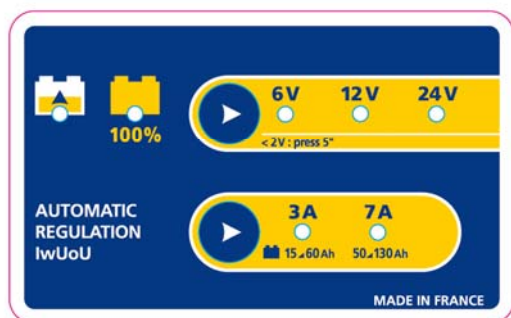 6V 12V 24V
100%
< 2V : press 5"
AUTOMATIC
REGULATION
IwUoU
3A 7A
15⊿60Ah 50⊿130Ah
MADE IN FRANCE